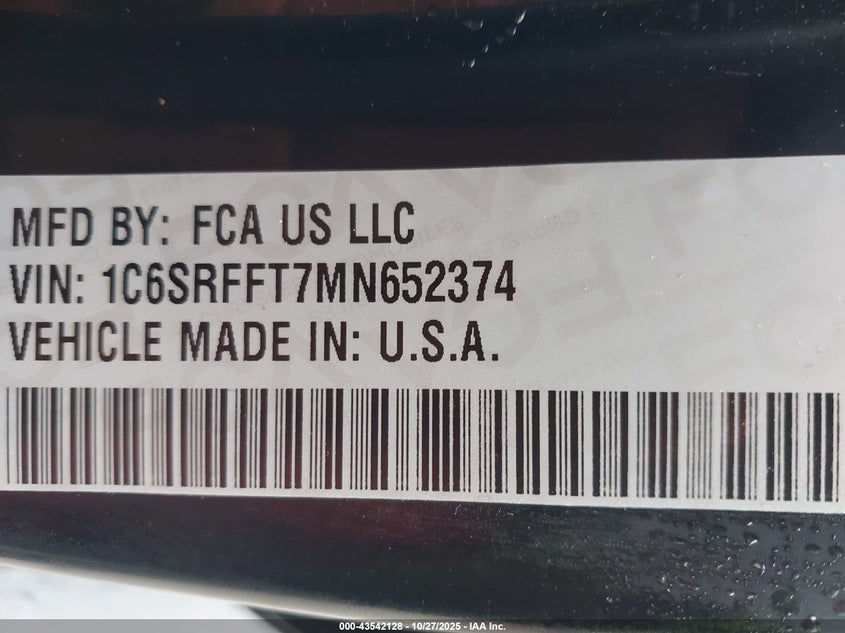 MFD BY: FCA US LLC
VIN: 1C6SRFFT7MN652374
VEHICLE MADE IN: U.S.A.
000-43542128 - 10/27/2025 - IAA Inc.